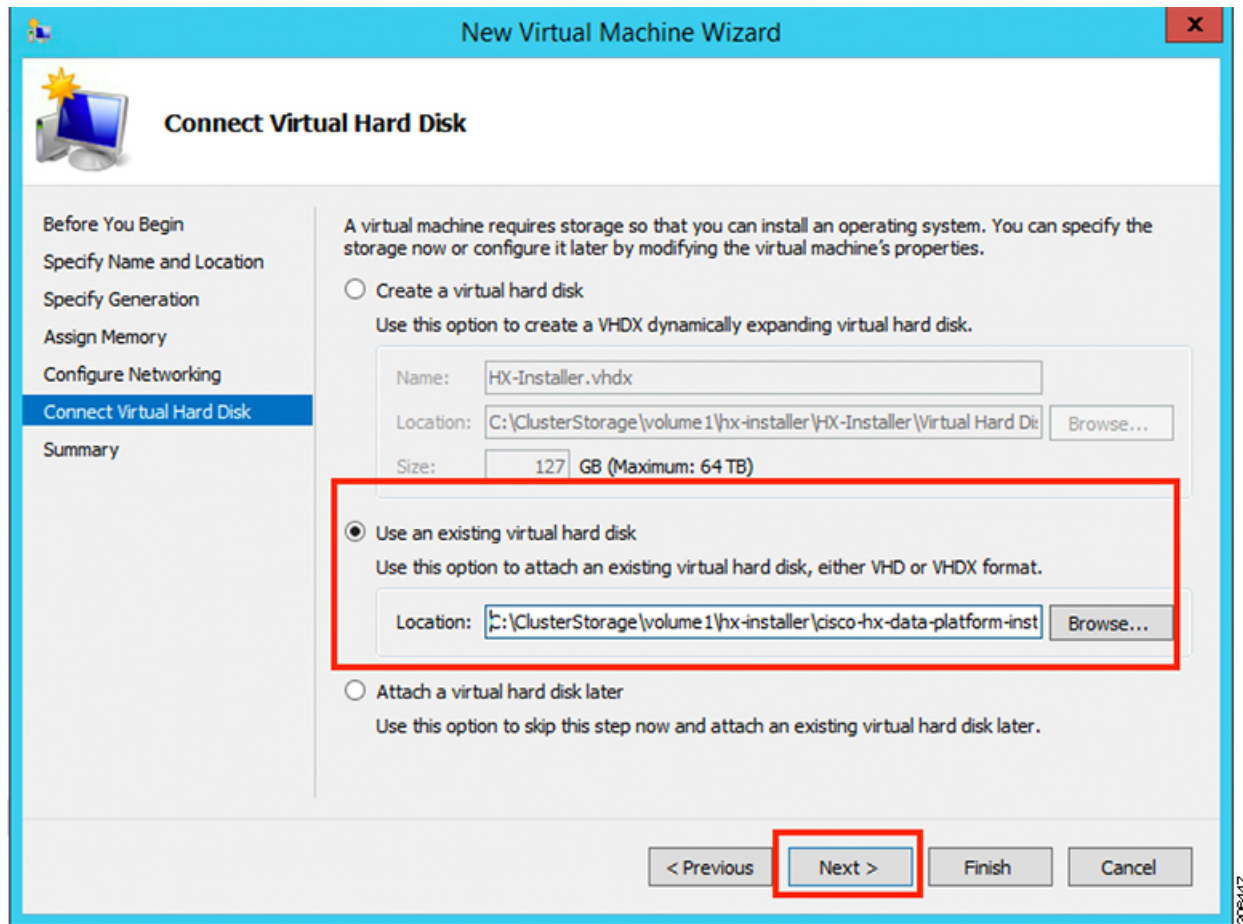 New Virtual Machine Wizard
x
Connect Virtual Hard Disk
Before You Begin
Specify Name and Location
Specify Generation
Assign Memory
Configure Networking
Connect Virtual Hard Disk
Summary
A virtual machine requires storage so that you can install an operating system. You can specify the
storage now or configure it later by modifying the virtual machine's properties.
Create a virtual hard disk
Use this option to create a VHDX dynamically expanding virtual hard disk.
Name: HX-Installer.vhdx
Location: C:\ClusterStorage\volume1\hx-installer\HX-Installer\Virtual Hard Di Browse...
Size: 127 GB (Maximum: 64 TB)
Use an existing virtual hard disk
Use this option to attach an existing virtual hard disk, either VHD or VHDX format.
Location: C:\ClusterStorage\volume1\hx-installer\cisco-hx-data-platform-inst Browse...
Attach a virtual hard disk later
Use this option to skip this step now and attach an existing virtual hard disk later.
< Previous Next > Finish Cancel